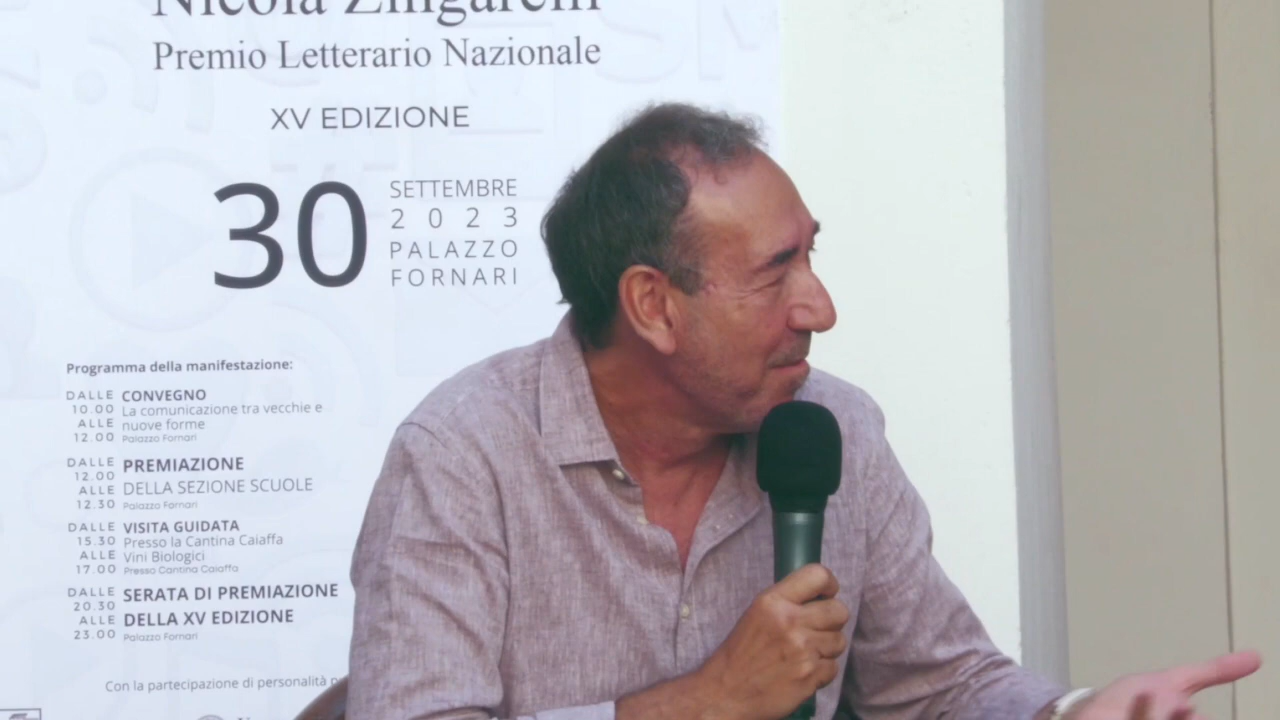 Nicola Zingarelli
Premio Letterario Nazionale
XV EDIZIONE
30
SETTEMBRE
2023
PALAZZO
FORNARI
Programma della manifestazione:
DALLE CONVEGNO
10.00 La comunicazione tra vecchie e
ALLE nuove forme
12.00 Palazzo Fornari
DALLE PREMIAZIONE
12.00
ALLE DELLA SEZIONE SCUOLE
12.30 Palazzo Fornari
DALLE VISITA GUIDATA
15.30 Presso la Cantina Caiaffa
ALLE Vini Biologici
17.00 Presso Cantina Caiaffa
DALLE SERATA DI PREMIAZIONE
20.30
ALLE DELLA XV EDIZIONE
23.00 Palazzo Fornari
Con la partecipazione di personalità